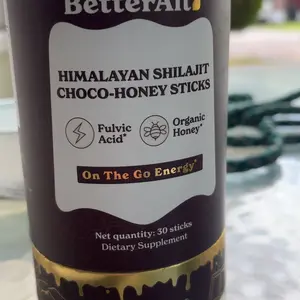 BetterAlt
HIMALAYAN SHILAJIT
CHOCO-HONEY STICKS
Fulvic
Acid*
Organic
Honey*
On The Go Energy*
Net quantity: 30 sticks
Dietary Supplement